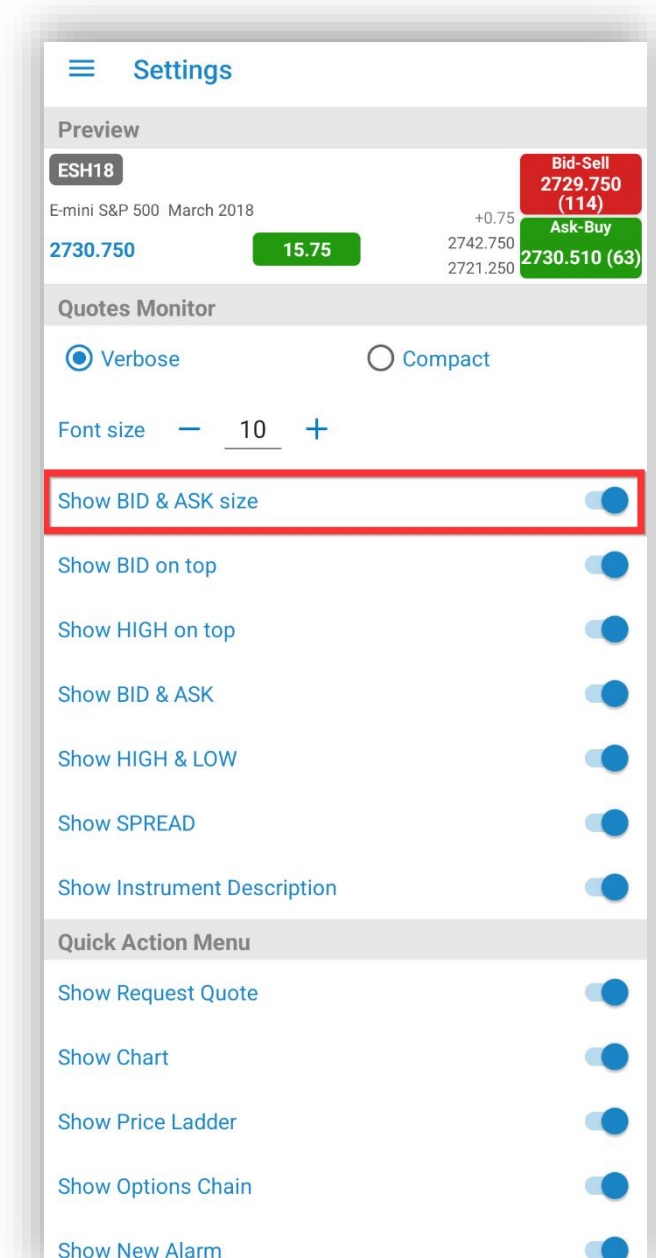 Settings
Preview
ESH18
Bid-Sell
2729.750
(114)
E-mini S&P 500 March 2018
+0.75
Ask-Buy
2730.750
15.75
2742.750
2730.510 (63)
2721.250
Quotes Monitor
Verbose
Compact
Font size − 10 +
Show BID & ASK size
Show BID on top
Show HIGH on top
Show BID & ASK
Show HIGH & LOW
Show SPREAD
Show Instrument Description
Quick Action Menu
Show Request Quote
Show Chart
Show Price Ladder
Show Options Chain
Show New Alarm